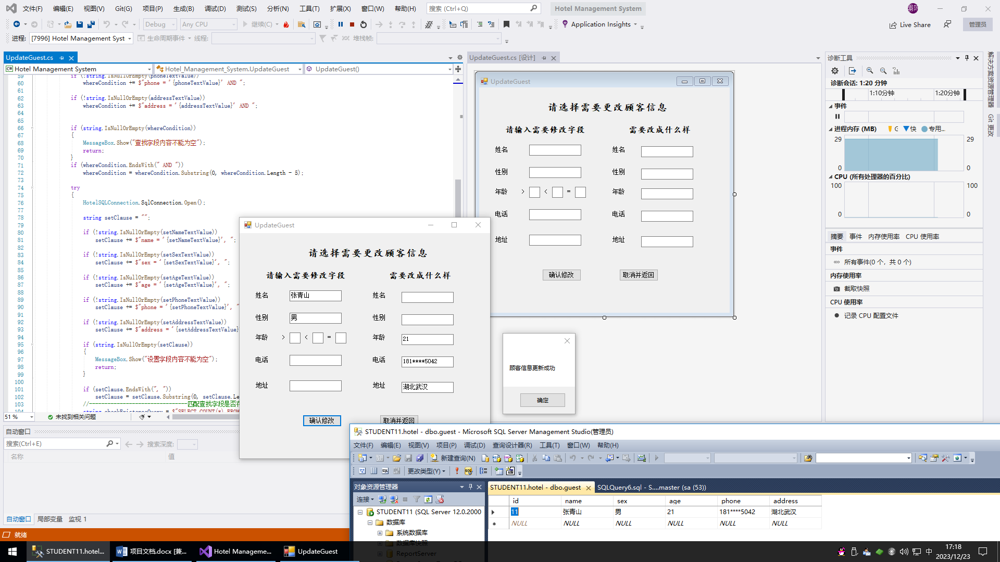 文件(F) 编辑(E) 视图(V) Git(G) 项目(P) 生成(B) 调试(D) 测试(S) 分析(N) 工具(T) 扩展(X) 窗口(W) 帮助(H) 搜索 (Ctrl+Q) Hotel Management System
Debug Any CPU 继续(C) Application Insights Live Share 管理员
进程: [7996] Hotel Management Syst 生命周期事件 线程: 堆栈帧:
UpdateGuest.cs
Hotel Management System Hotel_Management_System.UpdateGuest UpdateGuest()
59 if (!string.IsNullOrEmpty(phoneTextValue))
60 whereCondition += $"phone = '{phoneTextValue}' AND ";
61
62 if (!string.IsNullOrEmpty(addressTextValue))
63 whereCondition += $"address = '{addressTextValue}' AND ";
64
65
66 if (string.IsNullOrEmpty(whereCondition))
67 {
68 MessageBox.Show("查找字段内容不能为空");
69 return;
70 }
71 if (whereCondition.EndsWith(" AND "))
72 whereCondition = whereCondition.Substring(0, whereCondition.Length - 5);
73
74 try
75 {
76 HotelSQLConnection.SqlConnection.Open();
77
78 string setClause = "";
79
80 if (!string.IsNullOrEmpty(setNameTextValue))
81 setClause += $"name = '{setNameTextValue}', ";
82
83 if (!string.IsNullOrEmpty(setSexTextValue))
84 setClause += $"sex = '{setSexTextValue}', ";
85
86 if (!string.IsNullOrEmpty(setAgeTextValue))
87 setClause += $"age = '{setAgeTextValue}', ";
88
89 if (!string.IsNullOrEmpty(setPhoneTextValue))
90 setClause += $"phone = '{setPhoneTextValue}', "
91
92 if (!string.IsNullOrEmpty(setAddressTextValue))
93 setClause += $"address = '{setAddressTextValue}
94
95 if (string.IsNullOrEmpty(setClause))
96 {
97 MessageBox.Show("设置字段内容不能为空");
98 return;
99 }
100
101 if (setClause.EndsWith(", "))
102 setClause = setClause.Substring(0, setClause.Le
103 //--------------------------------匹配查找字段是否存
104 string checkExistenceQuery = $"SELECT COUNT(*) FROM
51 % 未找到相关问题
自动窗口
搜索(Ctrl+E) 搜索深度:
名称 值
自动窗口 局部变量 监视 1
就绪
UpdateGuest.cs [设计]
UpdateGuest
请选择需要更改顾客信息
请输入需要修改字段 需要改成什么样
姓名 姓名
性别 性别
年龄 > < = 年龄
电话 电话
地址 地址
确认修改 取消并返回
UpdateGuest
请选择需要更改顾客信息
请输入需要修改字段 需要改成什么样
姓名 张青山 姓名
性别 男 性别
年龄 > < = 年龄 21
电话 电话 181****5042
地址 地址 湖北武汉
确认修改 取消并返回
顾客信息更新成功
确定
诊断工具
诊断会话: 1:20 分钟
1:10分钟 1:20分钟
事件
进程内存 (MB) G 快 专用...
29 29
0 0
CPU (所有处理器的百分比)
100 100
0 0
摘要 事件 内存使用率 CPU 使用率
事件
所有事件(0 个，共 0 个)
内存使用率
截取快照
CPU 使用率
记录 CPU 配置文件
解决方案资源管理器
Git 更改
STUDENT11.hotel - dbo.guest - Microsoft SQL Server Management Studio(管理员)
文件(F) 编辑(E) 视图(V) 项目(P) 调试(D) 查询设计器(R) 工具(T) 窗口(W) 帮助(H)
新建查询(N)
更改类型(Y)
对象资源管理器
连接
STUDENT11 (SQL Server 12.0.2000
数据库
系统数据库
数据库快照
ReportServer
STUDENT11.hotel - dbo.guest SQLQuery6.sql - S....master (sa (53))
id name sex age phone address
11 张青山 男 21 181****5042 湖北武汉
NULL NULL NULL NULL NULL NULL
STUDENT11.hotel... 项目文档.docx [兼... Hotel Manageme... UpdateGuest
中 17:18
2023/12/23